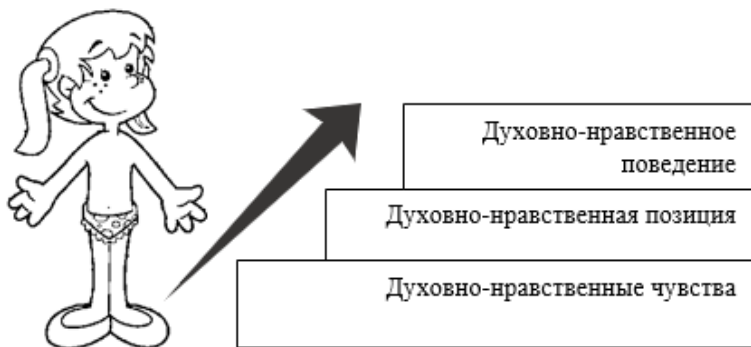 Духовно-нравственное
поведение
Духовно-нравственная позиция
Духовно-нравственные чувства